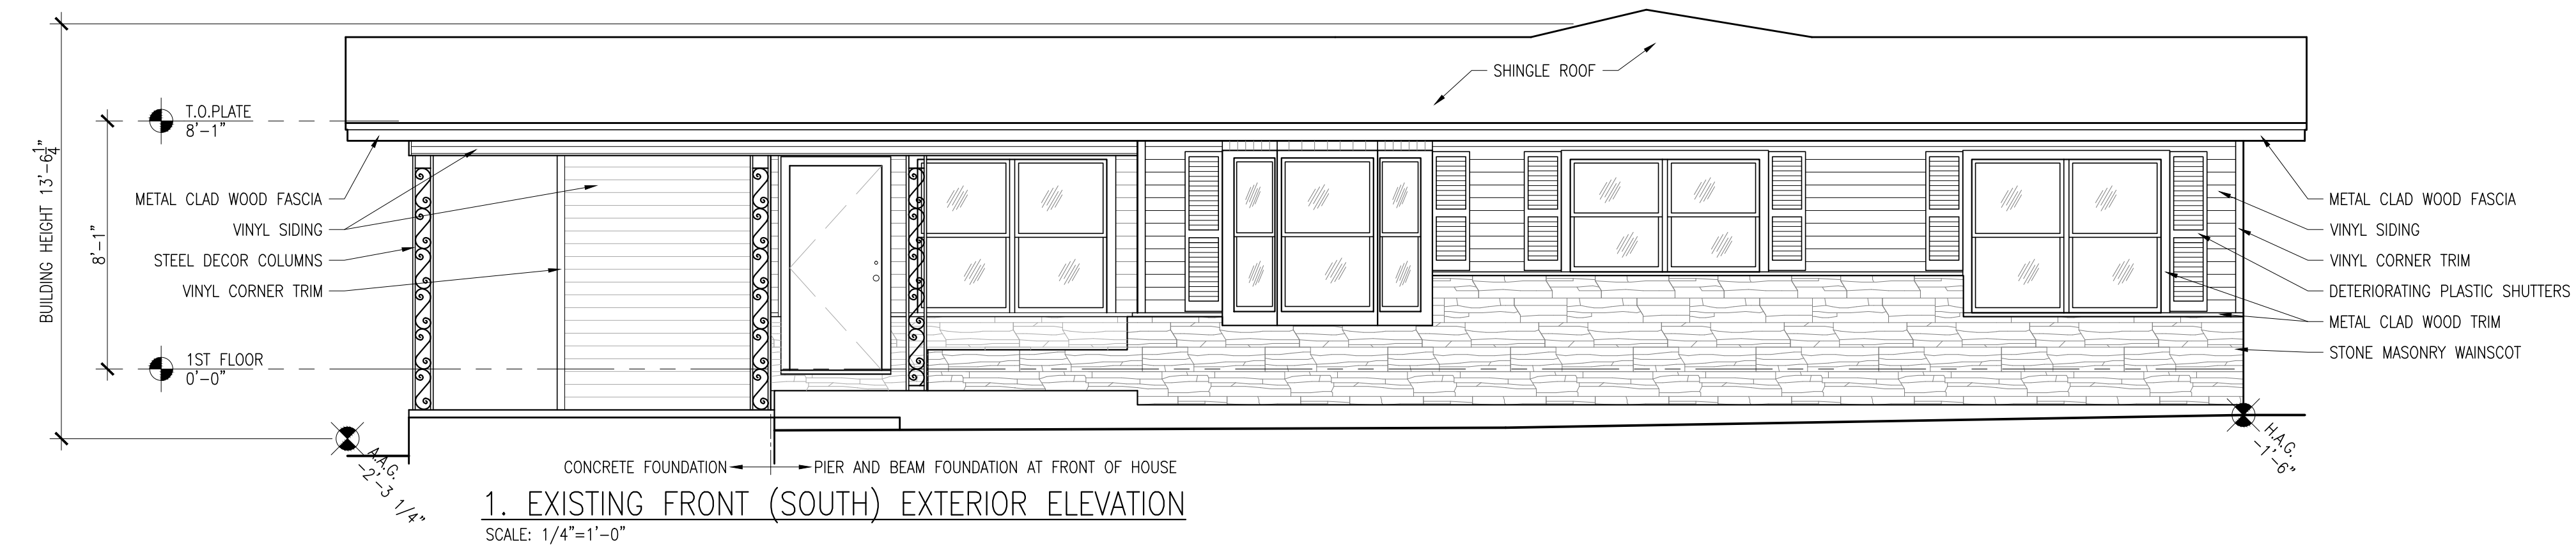 SHINGLE ROOF
T.O.PLATE
8'-1"
BUILDING HEIGHT 13'-6 1/4"
8'-1"
METAL CLAD WOOD FASCIA
VINYL SIDING
STEEL DECOR COLUMNS
VINYL CORNER TRIM
1ST FLOOR
0'-0"
METAL CLAD WOOD FASCIA
VINYL SIDING
VINYL CORNER TRIM
DETERIORATING PLASTIC SHUTTERS
METAL CLAD WOOD TRIM
STONE MASONRY WAINSCOT
A.A.G.
-2'-3 1/4"
H.A.G.
-1'-6"
CONCRETE FOUNDATION
PIER AND BEAM FOUNDATION AT FRONT OF HOUSE
1. EXISTING FRONT (SOUTH) EXTERIOR ELEVATION
SCALE: 1/4"=1'-0"